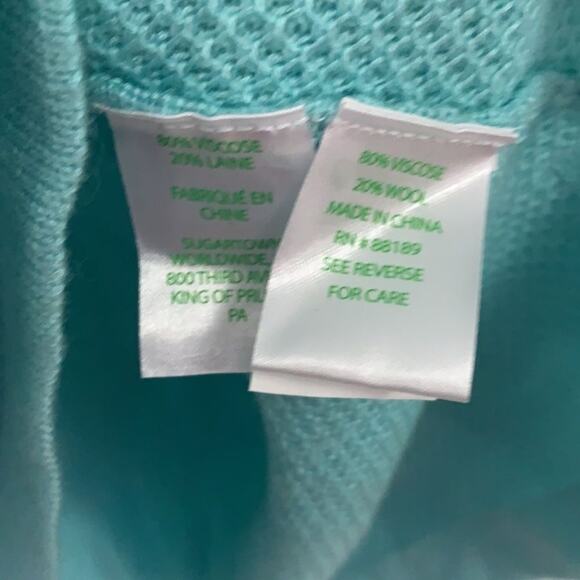 80% VISCOSE
20% LAINE
FABRIQUÉ EN
CHINE
SUGARTOWN
WORLDWIDE,
800 THIRD AV
KING OF PRU
PA
80% VISCOSE
20% WOOL
MADE IN CHINA
RN # 88189
SEE REVERSE
FOR CARE